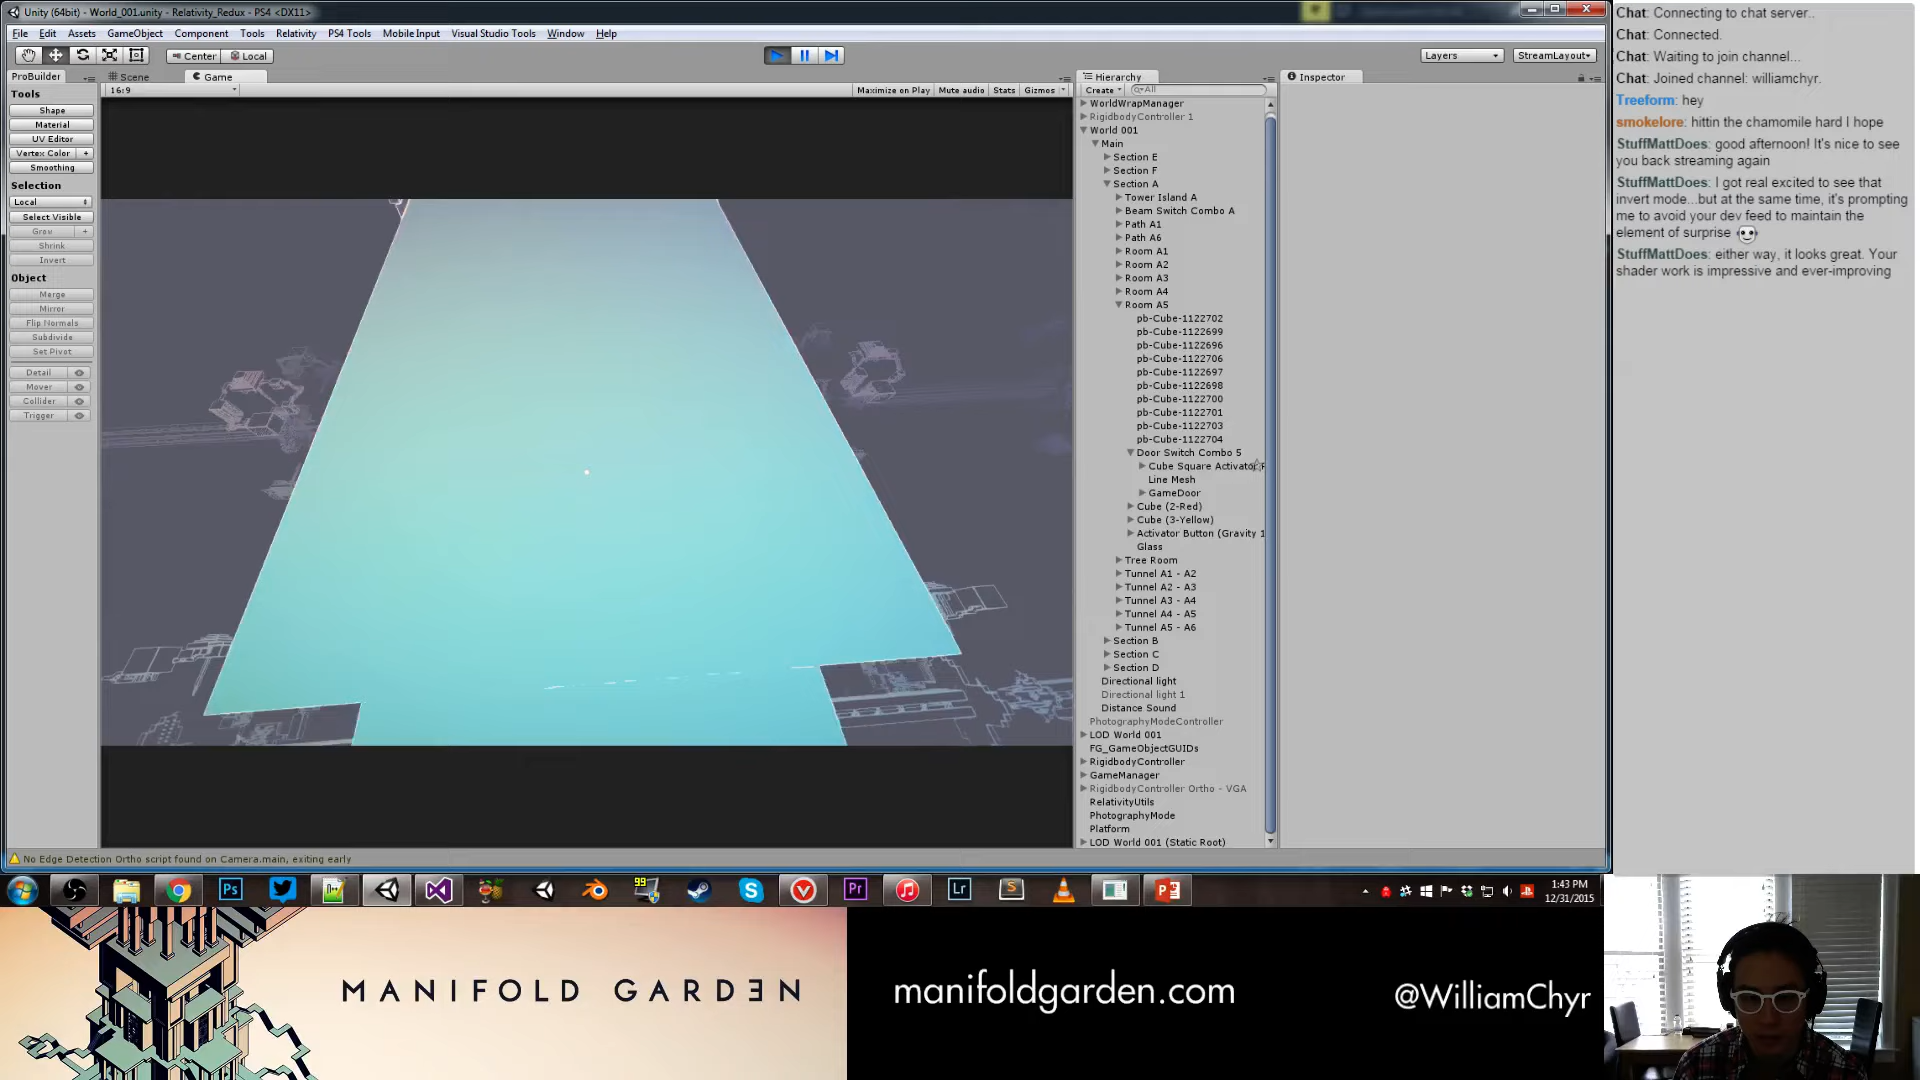 Unity (64bit) - World_001.unity - Relativity_Redux - PS4 <DX11>
File Edit Assets GameObject Component Tools Relativity PS4 Tools Mobile Input Visual Studio Tools Window Help
Center Local Layers StreamLayout
ProBuilder Scene Game
16:9 Maximize on Play Mute audio Stats Gizmos
Tools
Shape
Material
UV Editor
Vertex Color +
Smoothing
Selection
Local
Select Visible
Grow +
Shrink
Invert
Object
Merge
Mirror
Flip Normals
Subdivide
Set Pivot
Detail
Mover
Collider
Trigger
Hierarchy
Create All
WorldWrapManager
RigidbodyController 1
World 001
Main
Section E
Section F
Section A
Tower Island A
Beam Switch Combo A
Path A1
Path A6
Room A1
Room A2
Room A3
Room A4
Room A5
pb-Cube-1122702
pb-Cube-1122699
pb-Cube-1122696
pb-Cube-1122706
pb-Cube-1122697
pb-Cube-1122698
pb-Cube-1122700
pb-Cube-1122701
pb-Cube-1122703
pb-Cube-1122704
Door Switch Combo 5
Cube Square Activator
Line Mesh
GameDoor
Cube (2-Red)
Cube (3-Yellow)
Activator Button (Gravity 1
Glass
Tree Room
Tunnel A1 - A2
Tunnel A2 - A3
Tunnel A3 - A4
Tunnel A4 - A5
Tunnel A5 - A6
Section B
Section C
Section D
Directional light
Directional light 1
Distance Sound
PhotographyModeController
LOD World 001
FG_GameObjectGUIDs
RigidbodyController
GameManager
RigidbodyController Ortho - VGA
RelativityUtils
PhotographyMode
Platform
LOD World 001 (Static Root)
Inspector
No Edge Detection Ortho script found on Camera.main, exiting early
Chat: Connecting to chat server..
Chat: Connected.
Chat: Waiting to join channel...
Chat: Joined channel: williamchyr.
Treeform: hey
smokelore: hittin the chamomile hard I hope
StuffMattDoes: good afternoon! It's nice to see
you back streaming again
StuffMattDoes: I got real excited to see that
invert mode...but at the same time, it's prompting
me to avoid your dev feed to maintain the
element of surprise
StuffMattDoes: either way, it looks great. Your
shader work is impressive and ever-improving
Ps 99 Pr Lr S
1:43 PM
12/31/2015
MANIFOLD GARDƎN
manifoldgarden.com
@WilliamChyr